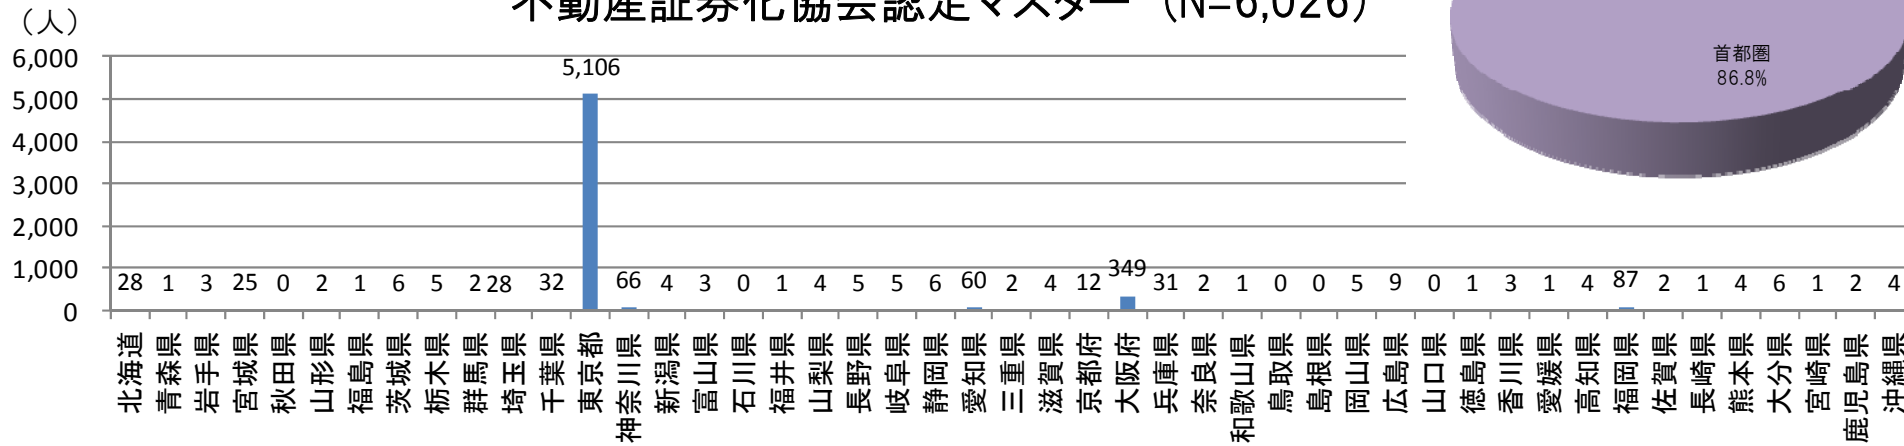 不動産証券化協会認定マスター (N=6,026)
（人）
首都圏
86.8%
6,000
5,000
4,000
3,000
2,000
1,000
0
5,106
28 1 3 25 0 2 1 6 5 2 28 32 66 4 3 0 1 4 5 5 6 60 2 4 12 349 31 2 1 0 0 5 9 0 1 3 1 4 87 2 1 4 6 1 2 4
北海道
青森県
岩手県
宮城県
秋田県
山形県
福島県
茨城県
栃木県
群馬県
埼玉県
千葉県
東京都
神奈川県
新潟県
富山県
石川県
福井県
山梨県
長野県
岐阜県
静岡県
愛知県
三重県
滋賀県
京都府
大阪府
兵庫県
奈良県
和歌山県
鳥取県
島根県
岡山県
広島県
山口県
徳島県
香川県
愛媛県
高知県
福岡県
佐賀県
長崎県
熊本県
大分県
宮崎県
鹿児島県
沖縄県